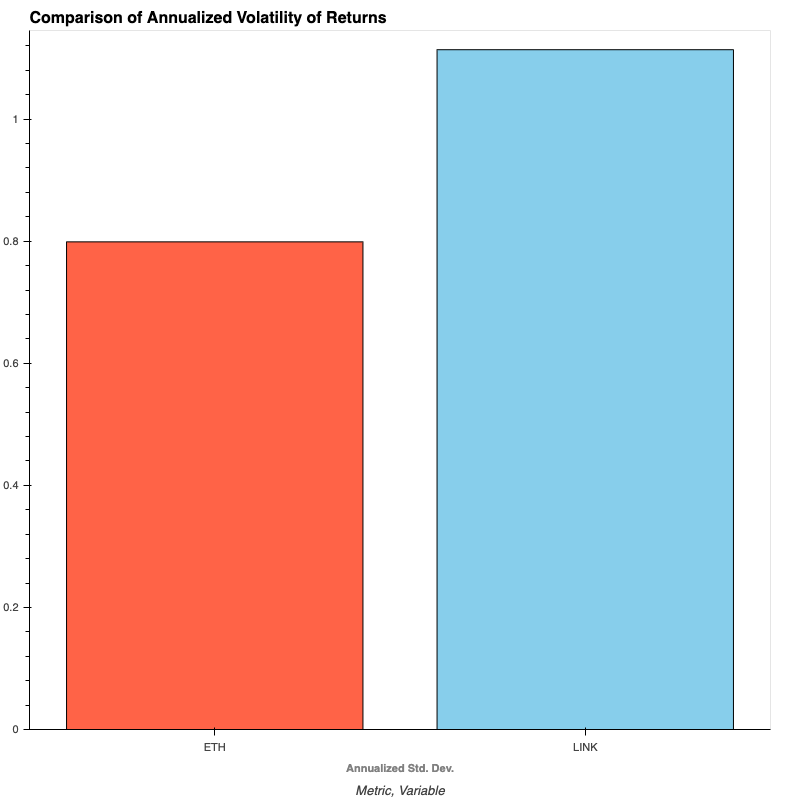 Comparison of Annualized Volatility of Returns
1
0.8
0.6
0.4
0.2
0
ETH LINK
Annualized Std. Dev.
Metric, Variable